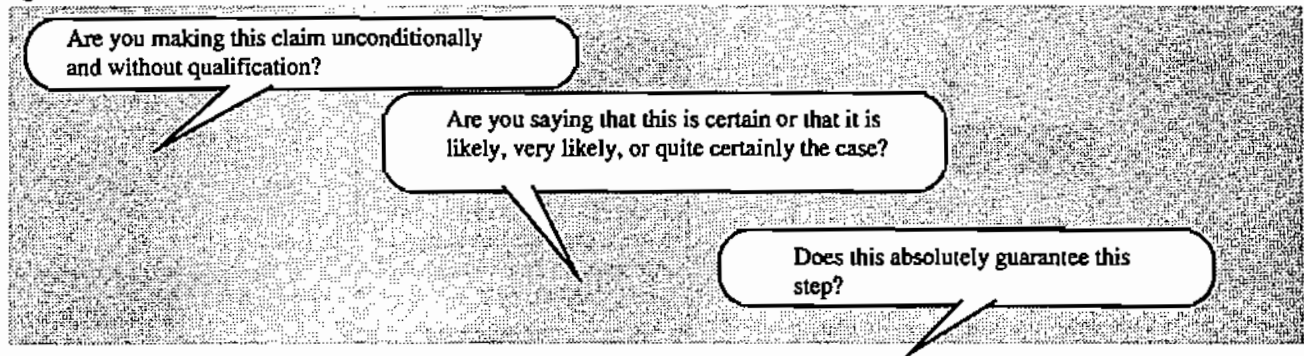 Are you making this claim unconditionally
and without qualification?
Are you saying that this is certain or that it is
likely, very likely, or quite certainly the case?
Does this absolutely guarantee this
step?